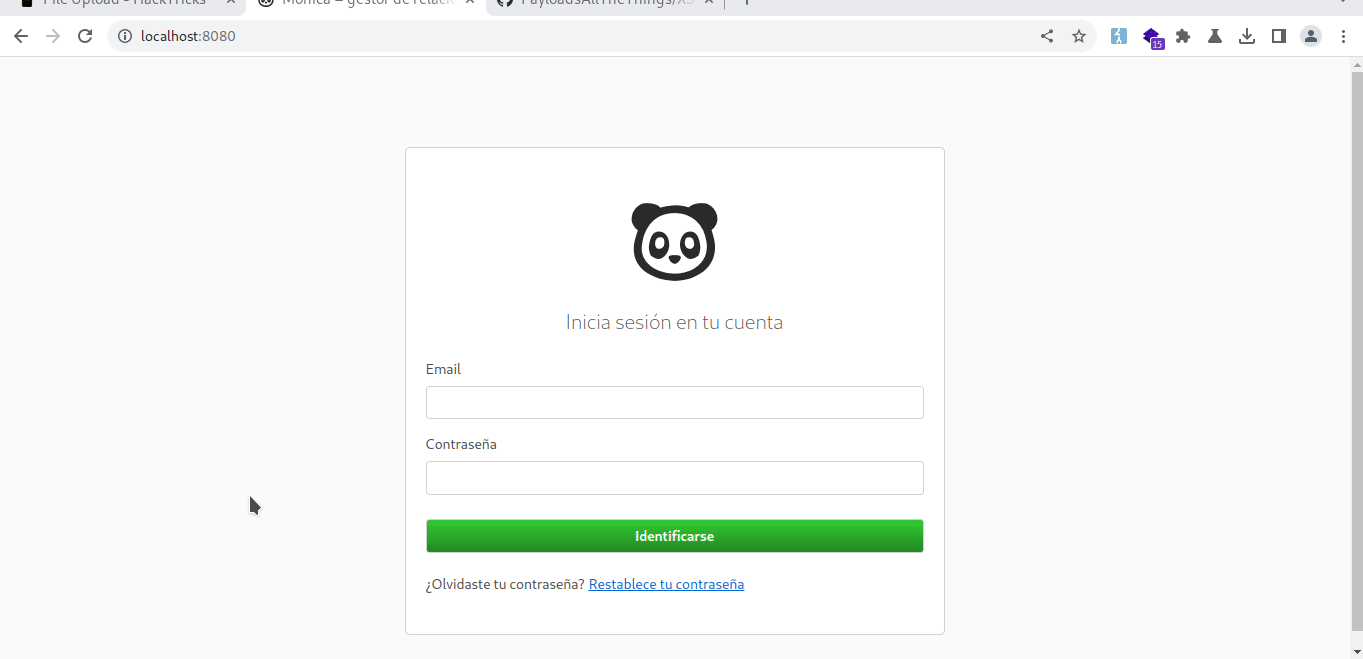 File Upload - HackTricks
Monica – gestor de relacio
PayloadsAllTheThings/XS
localhost:8080
15
Inicia sesión en tu cuenta
Email
Contraseña
Identificarse
¿Olvidaste tu contraseña? Restablece tu contraseña